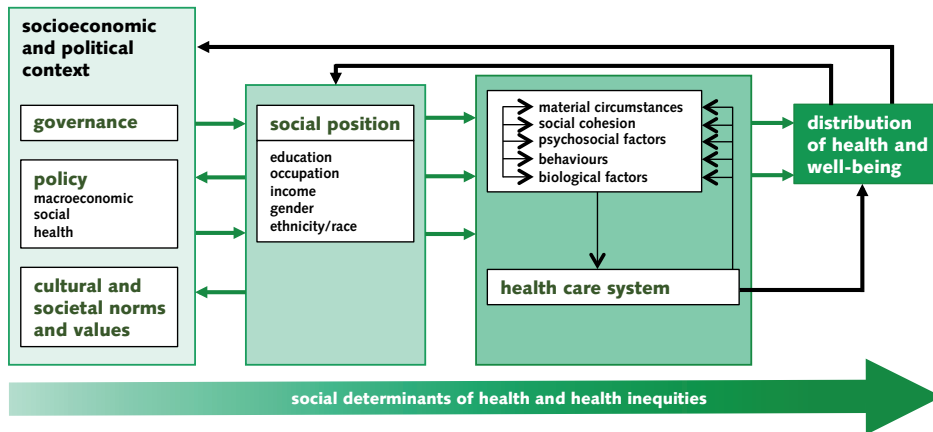 socioeconomic
and political
context
governance
policy
macroeconomic
social
health
cultural and
societal norms
and values
social position
education
occupation
income
gender
ethnicity/race
material circumstances
social cohesion
psychosocial factors
behaviours
biological factors
health care system
distribution
of health and
well-being
social determinants of health and health inequities